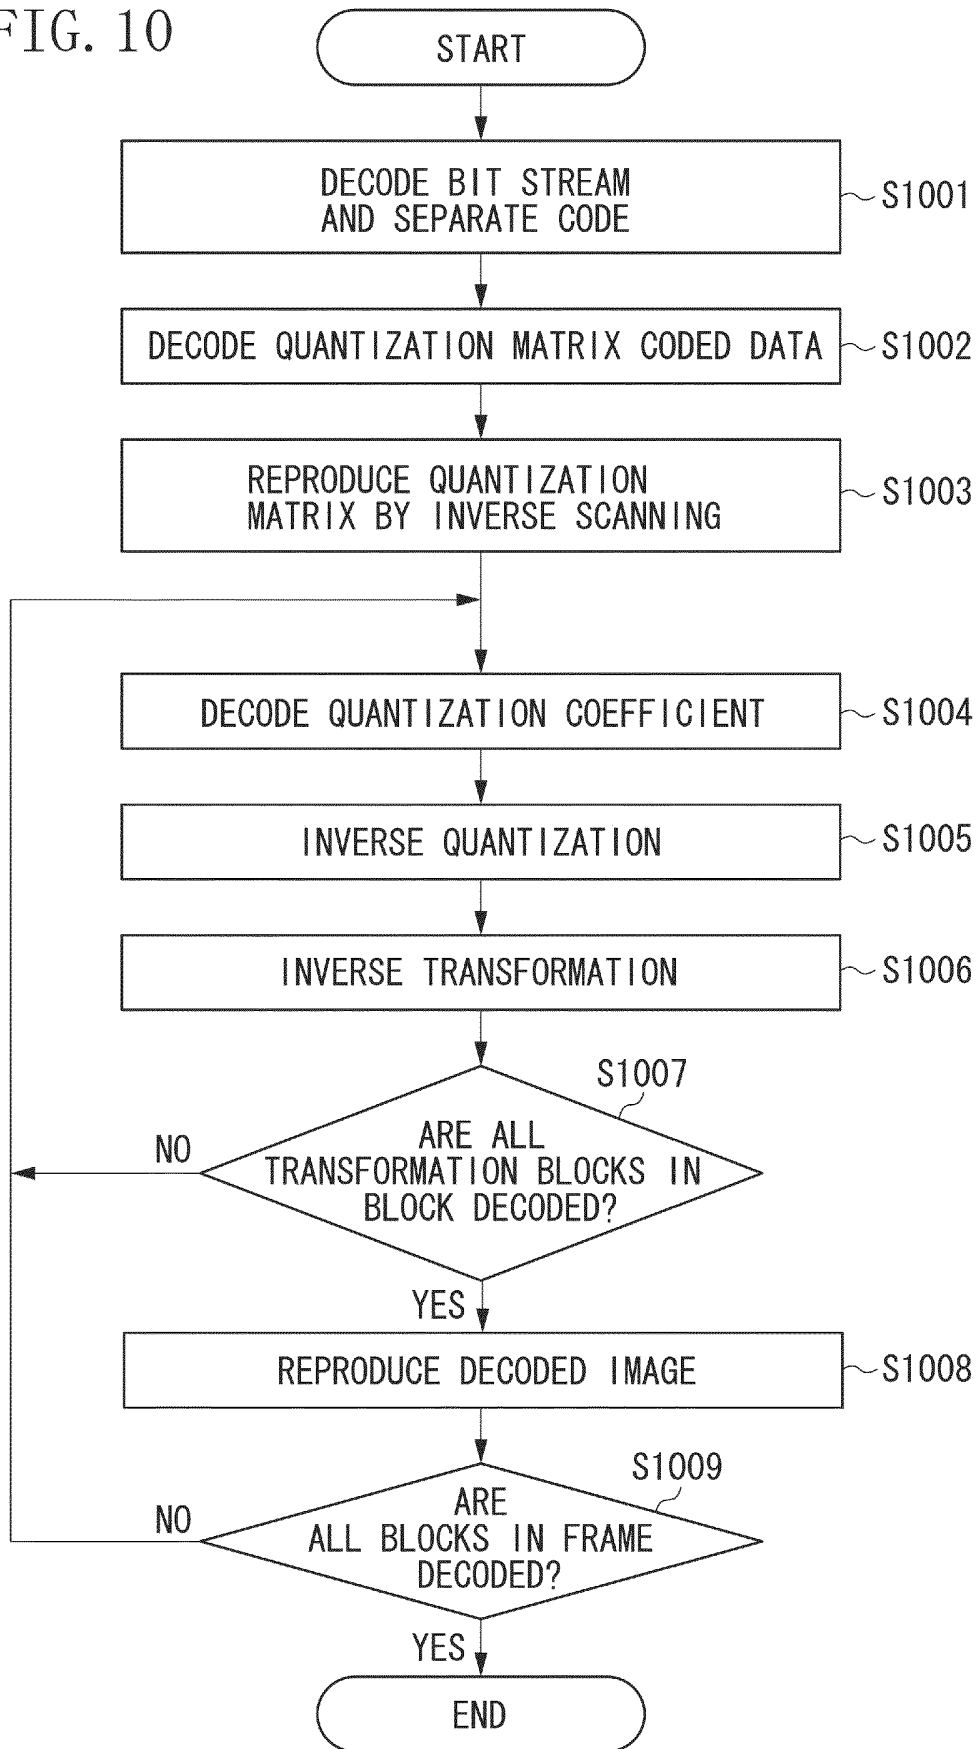 FIG. 10
START
DECODE BIT STREAM
AND SEPARATE CODE
S1001
DECODE QUANTIZATION MATRIX CODED DATA
S1002
REPRODUCE QUANTIZATION
MATRIX BY INVERSE SCANNING
S1003
DECODE QUANTIZATION COEFFICIENT
S1004
INVERSE QUANTIZATION
S1005
INVERSE TRANSFORMATION
S1006
S1007
NO
ARE ALL
TRANSFORMATION BLOCKS IN
BLOCK DECODED?
YES
REPRODUCE DECODED IMAGE
S1008
S1009
NO
ARE
ALL BLOCKS IN FRAME
DECODED?
YES
END